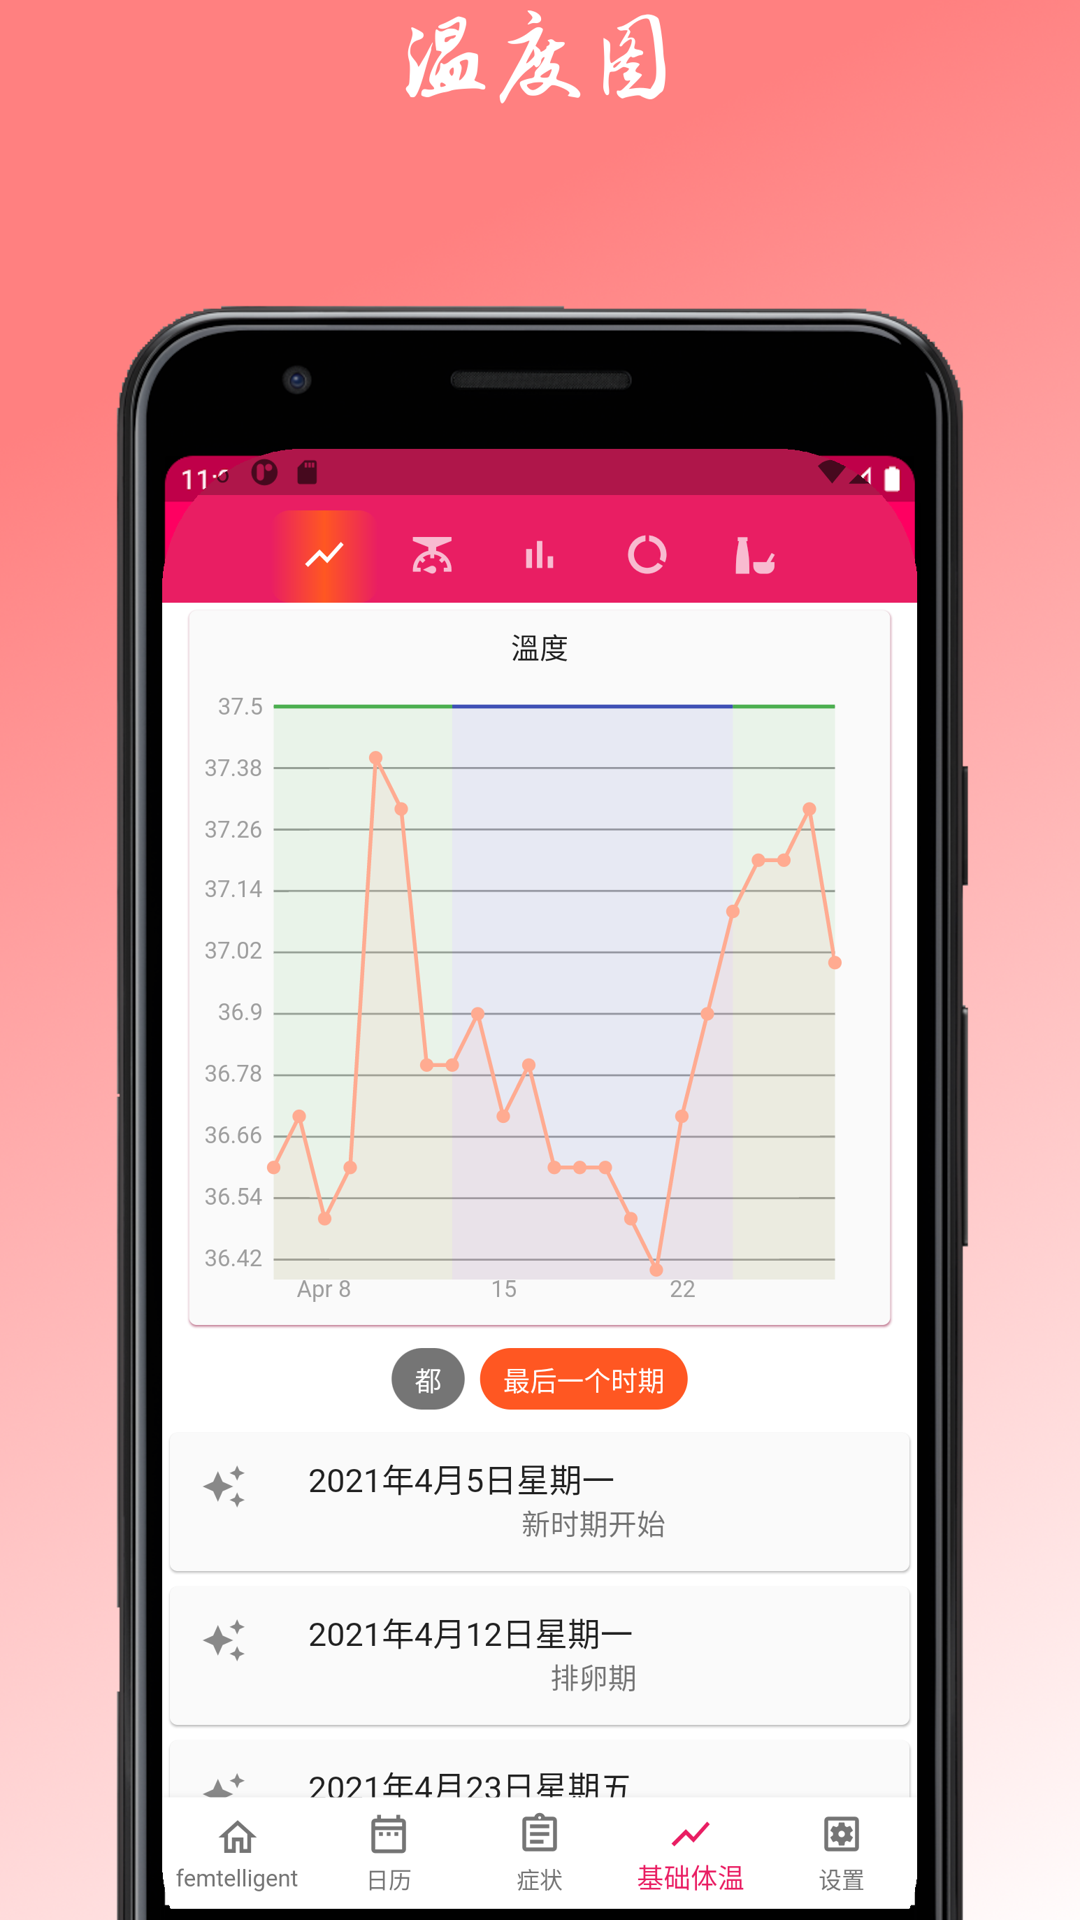 温度图
溫度
37.5
37.38
37.26
37.14
37.02
36.9
36.78
36.66
36.54
36.42
Apr 8 15 22
都 最后一个时期
2021年4月5日星期一
新时期开始
2021年4月12日星期一
排卵期
2021年4月23日星期五
femtelligent 日历 症状 基础体温 设置